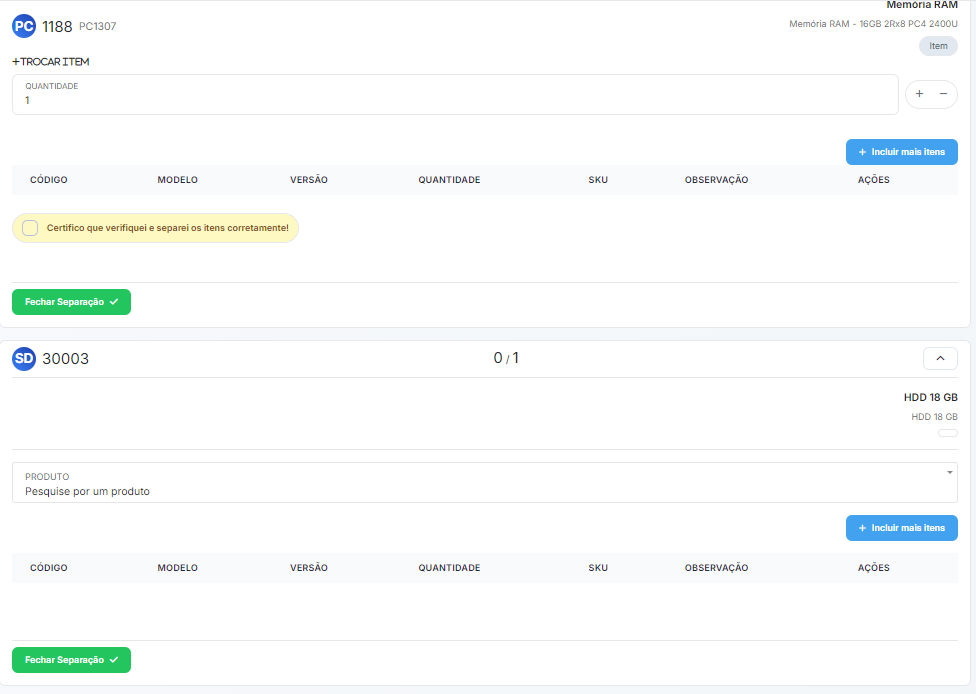 Memória RAM
PC 1188 PC1307
Memória RAM - 16GB 2Rx8 PC4 2400U
Item
+TROCAR ITEM
QUANTIDADE
1
+ −
+ Incluir mais itens
CÓDIGO MODELO VERSÃO QUANTIDADE SKU OBSERVAÇÃO AÇÕES
Certifico que verifiquei e separei os itens corretamente!
Fechar Separação
SD 30003 0 / 1
HDD 18 GB
HDD 18 GB
PRODUTO
Pesquise por um produto
+ Incluir mais itens
CÓDIGO MODELO VERSÃO QUANTIDADE SKU OBSERVAÇÃO AÇÕES
Fechar Separação